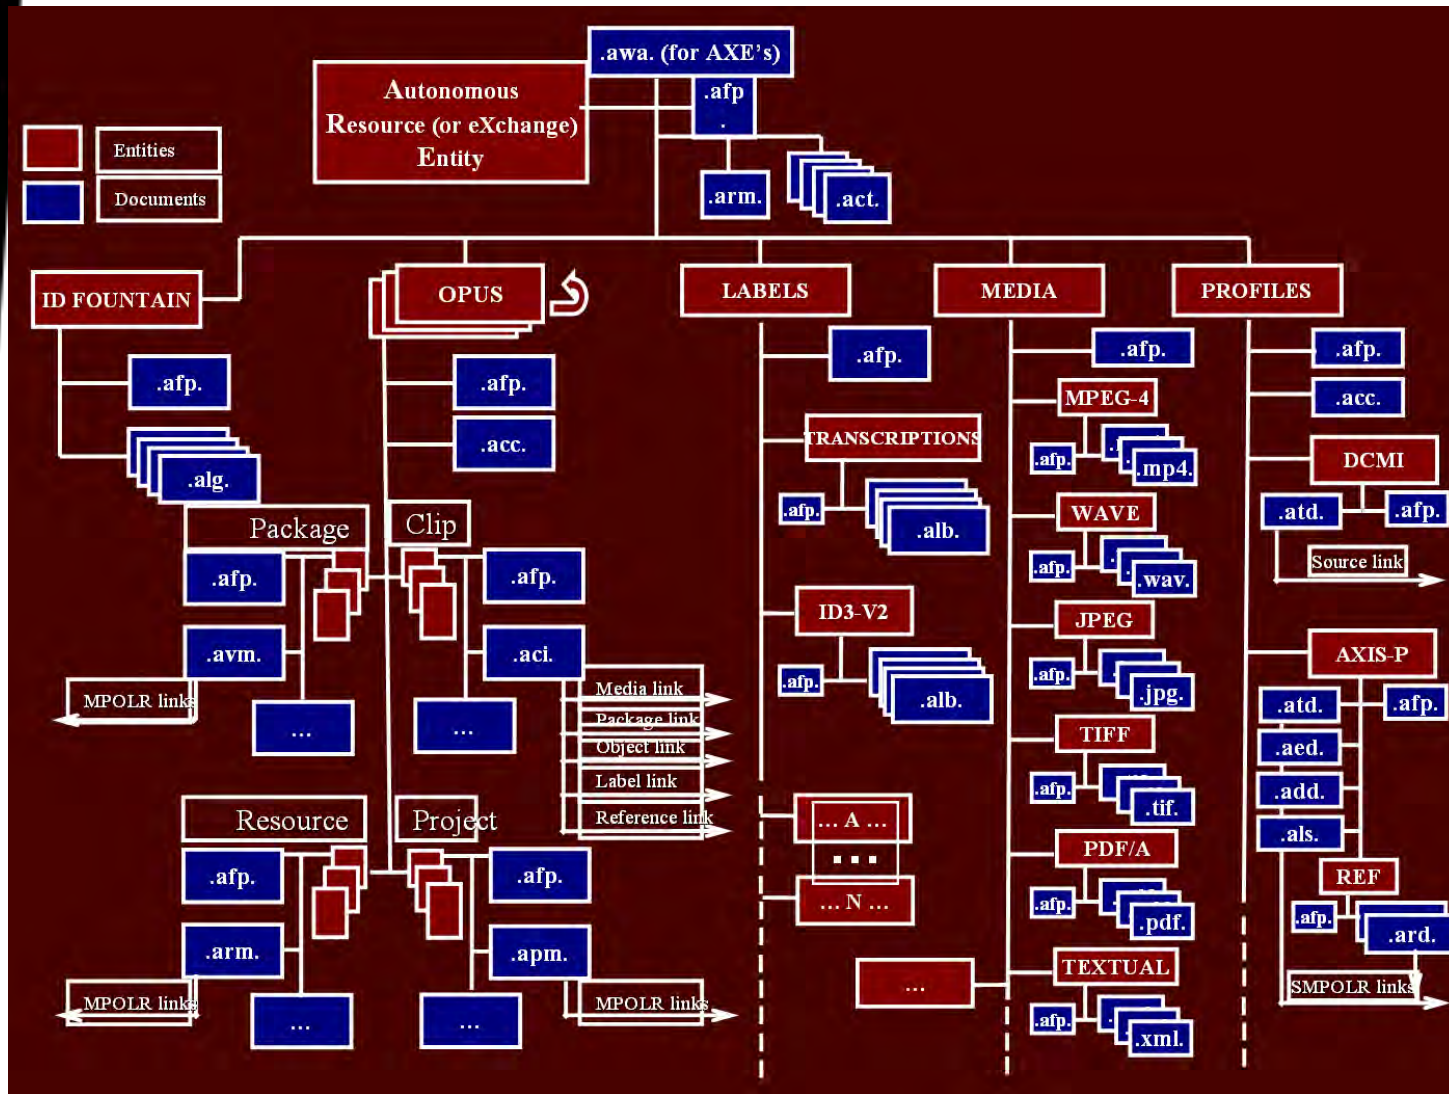 .awa. (for AXE's)
Autonomous
Resource (or eXchange)
Entity
.afp
.
Entities
Documents
.arm.
.act.
ID FOUNTAIN
OPUS
LABELS
MEDIA
PROFILES
.afp.
.alg.
.afp.
.acc.
Package
.afp.
.avm.
MPOLR links
...
Clip
.afp.
.aci.
...
Media link
Package link
Object link
Label link
Reference link
Resource
.afp.
.arm.
MPOLR links
...
Project
.afp.
.apm.
...
MPOLR links
.afp.
TRANSCRIPTIONS
.afp.
.alb.
ID3-V2
.afp.
.alb.
... A ...
...
... N ...
.afp.
MPEG-4
.afp.
.mp4.
WAVE
.afp.
.wav.
JPEG
.afp.
.jpg.
TIFF
.afp.
.tif.
PDF/A
.afp.
.pdf.
TEXTUAL
...
.afp.
.xml.
.afp.
.acc.
DCMI
.atd.
.afp.
Source link
AXIS-P
.atd.
.afp.
.aed.
.add.
.als.
REF
.afp.
.ard.
SMPOLR links